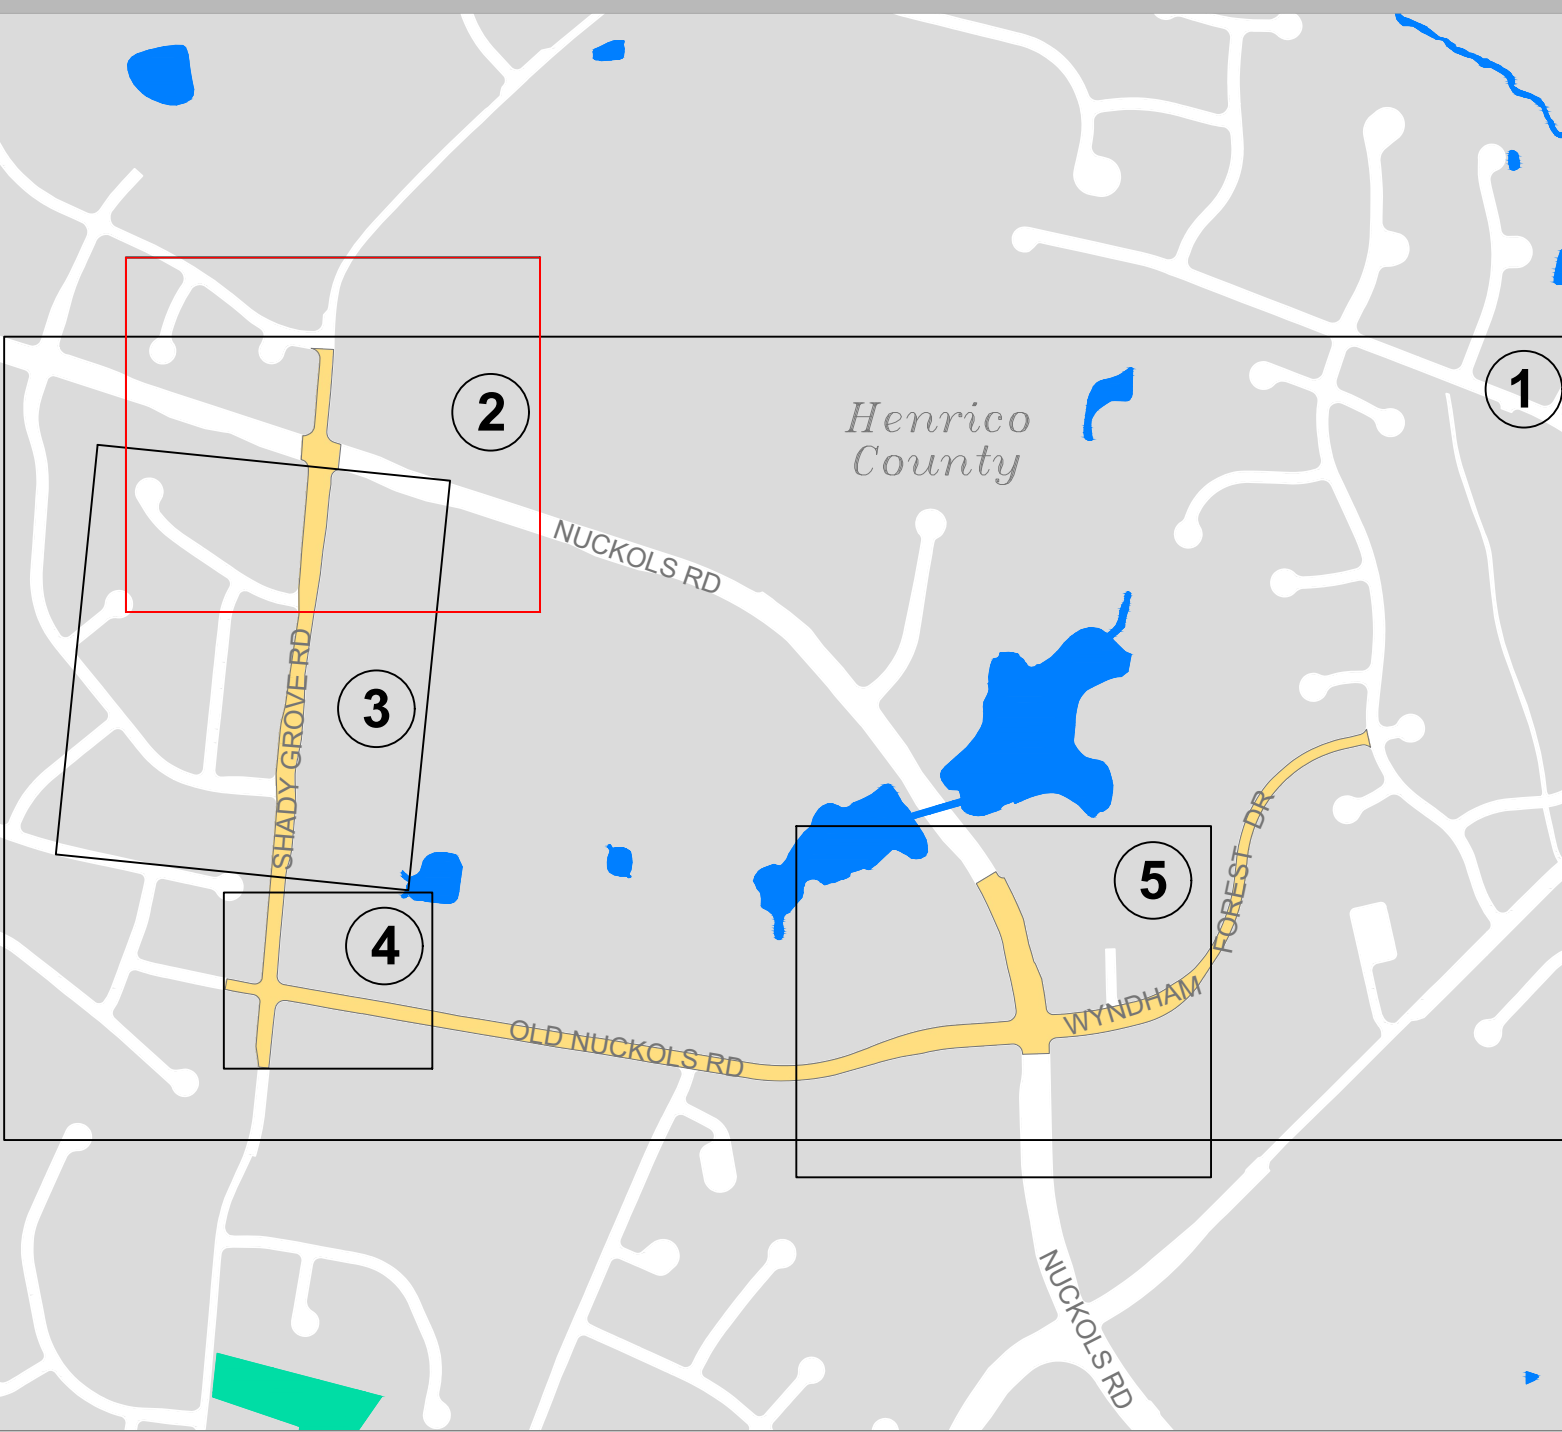 1
2
Henrico
County
NUCKOLS RD
SHADY GROVE RD
3
FOREST DR
5
4
WYNDHAM
OLD NUCKOLS RD
NUCKOLS RD